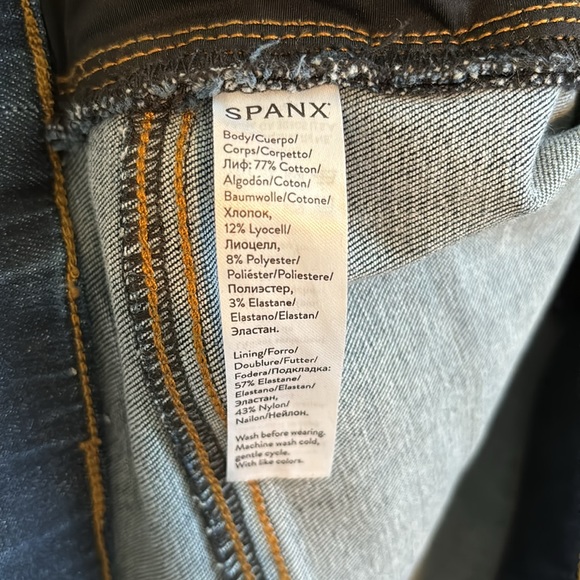 SPANX
Body/Cuerpo/
Corps/Corpetto/
Лиф: 77% Cotton/
Algodón/Coton/
Baumwolle/Cotone/
Хлопок,
12% Lyocell/
Лиоцелл,
8% Polyester/
Poliéster/Poliestere/
Полиэстер,
3% Elastane/
Elastano/Elastan/
Эластан.
Lining/Forro/
Doublure/Futter/
Fodera/Подкладка:
57% Elastane/
Elastano/Elastan/
Эластан,
43% Nylon/
Nailon/Нейлон.
Wash before wearing.
Machine wash cold,
gentle cycle.
With like colors.